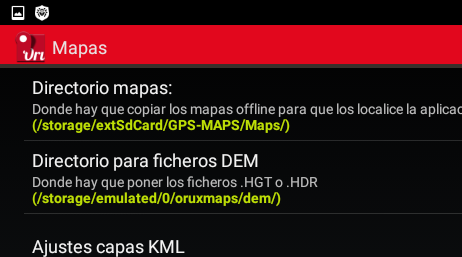 Mapas
Directorio mapas:
Donde hay que copiar los mapas offline para que los localice la aplicac
(/storage/extSdCard/GPS-MAPS/Maps/)
Directorio para ficheros DEM
Donde hay que poner los ficheros .HGT o .HDR
(/storage/emulated/0/oruxmaps/dem/)
Ajustes capas KML